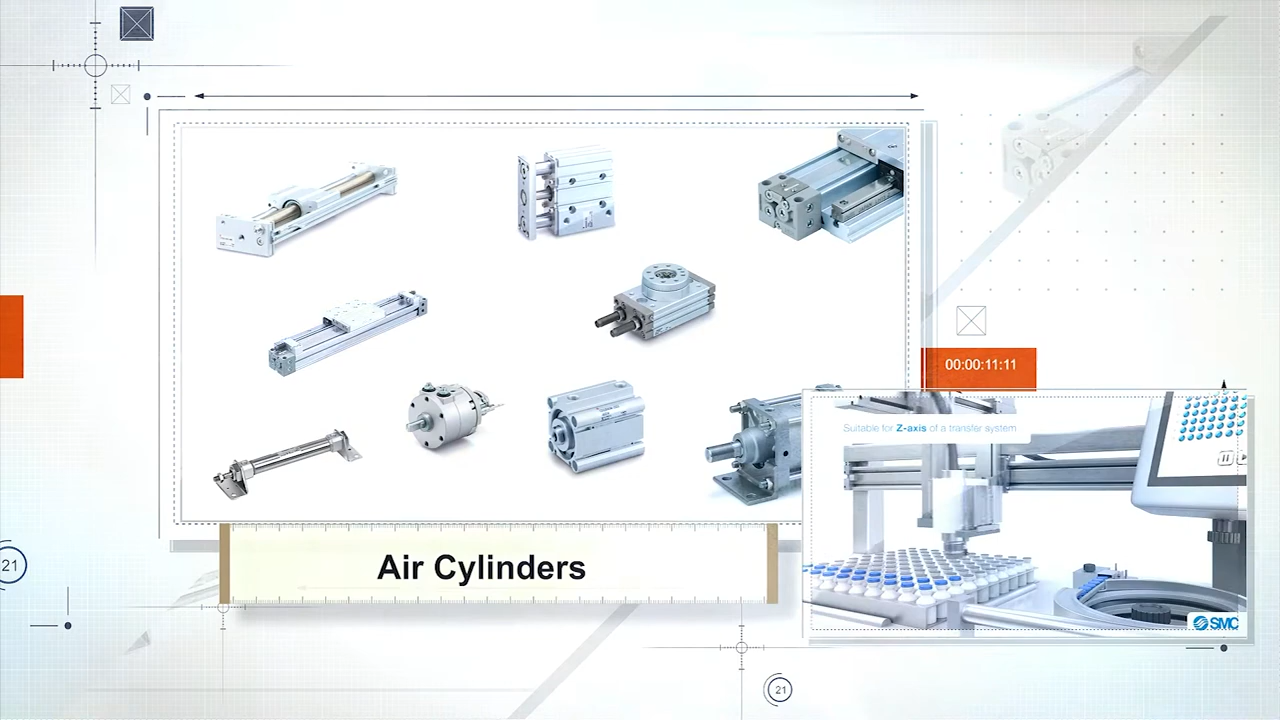 00:00:11:11
Suitable for Z-axis of a transfer system
SMC
Air Cylinders
21
21